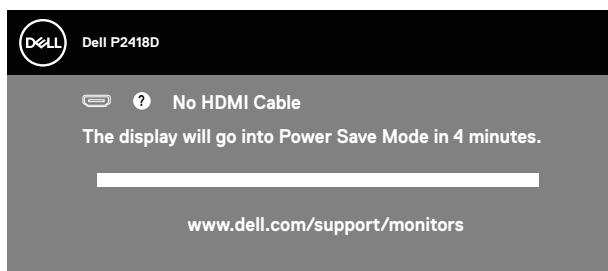 DELL
Dell P2418D
? No HDMI Cable
The display will go into Power Save Mode in 4 minutes.
www.dell.com/support/monitors